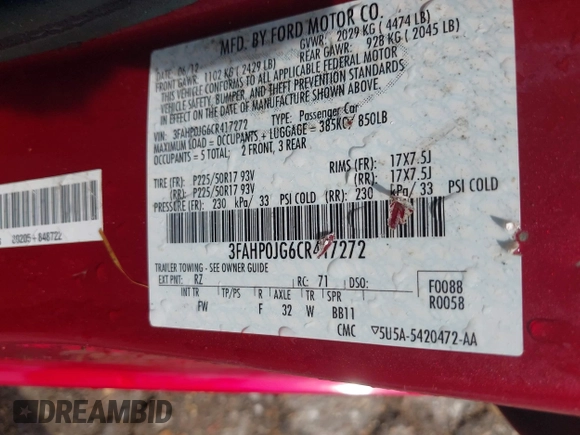 MFD. BY FORD MOTOR CO.
DATE: 06/12
GVWR: 2029 KG ( 4474 LB)
FRONT GAWR: 1102 KG ( 2429 LB)
REAR GAWR: 928 KG ( 2045 LB)
THIS VEHICLE CONFORMS TO ALL APPLICABLE FEDERAL MOTOR
VEHICLE SAFETY, BUMPER, AND THEFT PREVENTION STANDARDS
IN EFFECT ON THE DATE OF MANUFACTURE SHOWN ABOVE.
VIN: 3FAHP0JG6CR417272
TYPE: Passenger Car
MAXIMUM LOAD = OCCUPANTS + LUGGAGE = 385KG/ 850LB
OCCUPANTS = 5 TOTAL: 2 FRONT, 3 REAR
TIRE (FR): P225/50R17 93V RIMS (FR): 17X7.5J
(RR): P225/50R17 93V (RR): 17X7.5J
PRESSURE (FR): 230 kPa/ 33 PSI COLD (RR): 230 kPa/ 33 PSI COLD
3FAHP0JG6CR417272
TRAILER TOWING - SEE OWNER GUIDE
EXT PNT: RZ RC: 71 DSO:
F0088
R0058
INT TR TP/PS R AXLE TR SPR
FW F 32 W BB11
CMC 5U5A-5420472-AA
DREAMBID